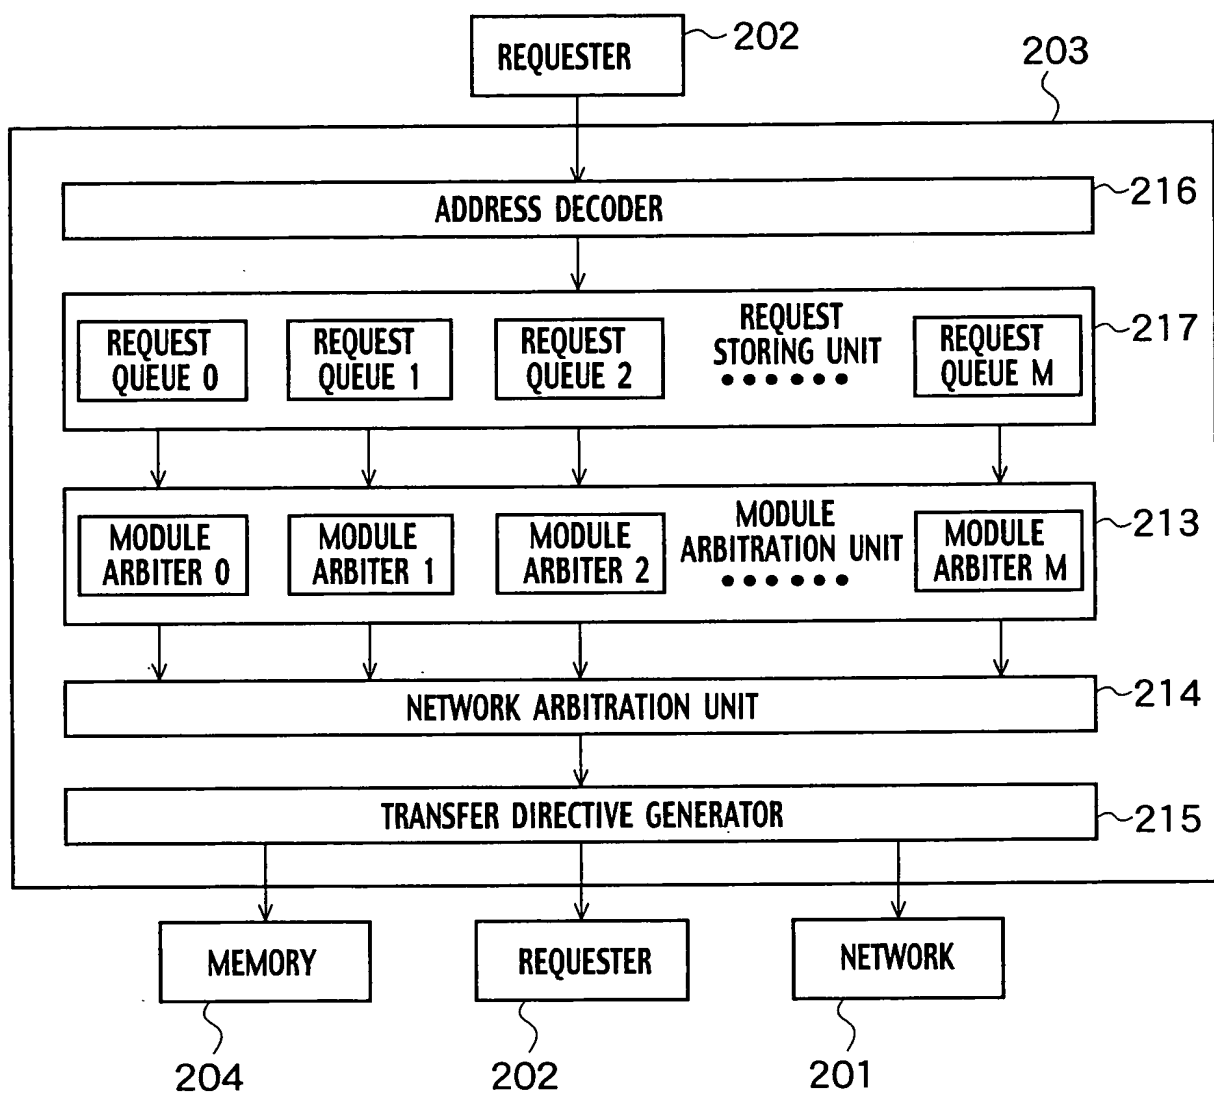 REQUESTER
202
203
ADDRESS DECODER
216
REQUEST
QUEUE 0
REQUEST
QUEUE 1
REQUEST
QUEUE 2
REQUEST
STORING UNIT
••••••
REQUEST
QUEUE M
217
MODULE
ARBITER 0
MODULE
ARBITER 1
MODULE
ARBITER 2
MODULE
ARBITRATION UNIT
••••••
MODULE
ARBITER M
213
NETWORK ARBITRATION UNIT
214
TRANSFER DIRECTIVE GENERATOR
215
MEMORY
REQUESTER
NETWORK
204
202
201